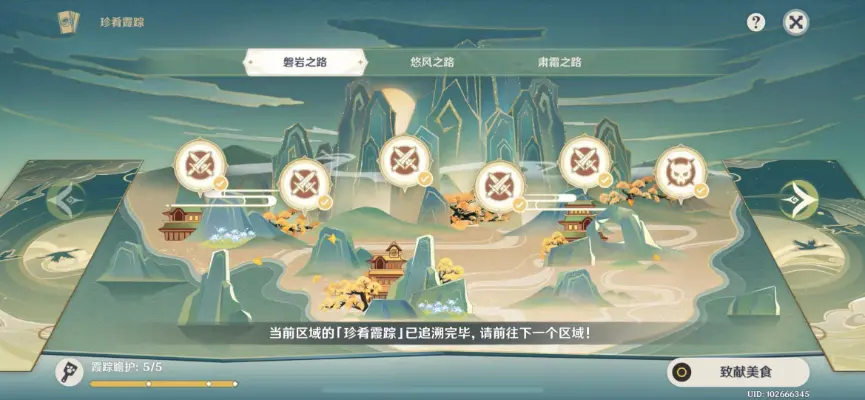 珍肴霞踪
?
磐岩之路
悠风之路
肃霜之路
当前区域的「珍肴霞踪」已追溯完毕，请前往下一个区域！
霞踪瞻护: 5/5
致献美食
UID: 102666345